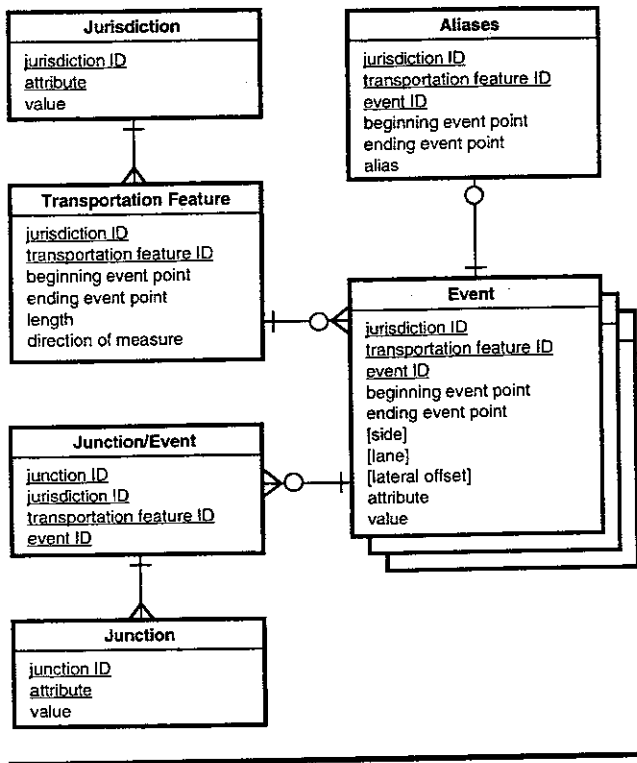 Jurisdiction
jurisdiction ID
attribute
value
Aliases
jurisdiction ID
transportation feature ID
event ID
beginning event point
ending event point
alias
Transportation Feature
jurisdiction ID
transportation feature ID
beginning event point
ending event point
length
direction of measure
Event
jurisdiction ID
transportation feature ID
event ID
beginning event point
ending event point
[side]
[lane]
[lateral offset]
attribute
value
Junction/Event
junction ID
jurisdiction ID
transportation feature ID
event ID
Junction
junction ID
attribute
value